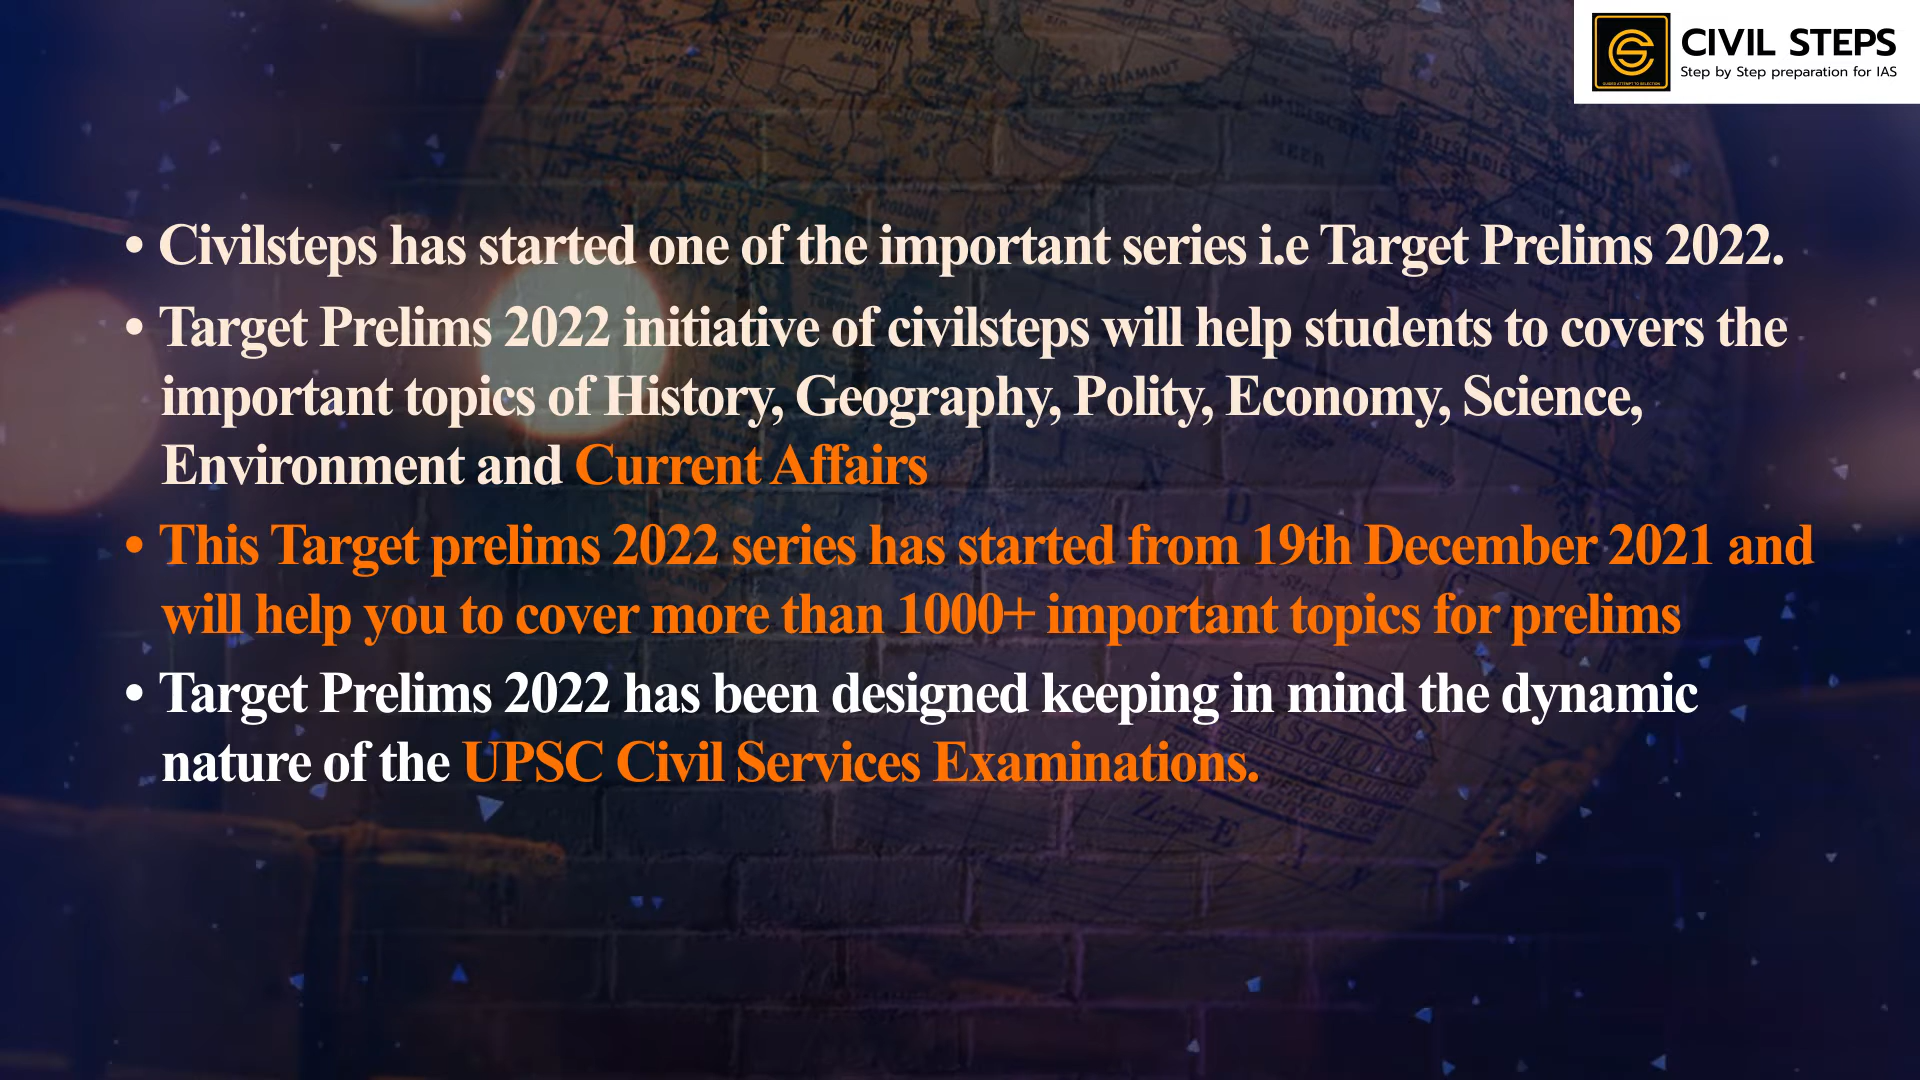 CIVIL STEPS
Step by Step preparation for IAS
• Civilsteps has started one of the important series i.e Target Prelims 2022.
• Target Prelims 2022 initiative of civilsteps will help students to covers the
important topics of History, Geography, Polity, Economy, Science,
Environment and Current Affairs
• This Target prelims 2022 series has started from 19th December 2021 and
will help you to cover more than 1000+ important topics for prelims
• Target Prelims 2022 has been designed keeping in mind the dynamic
nature of the UPSC Civil Services Examinations.